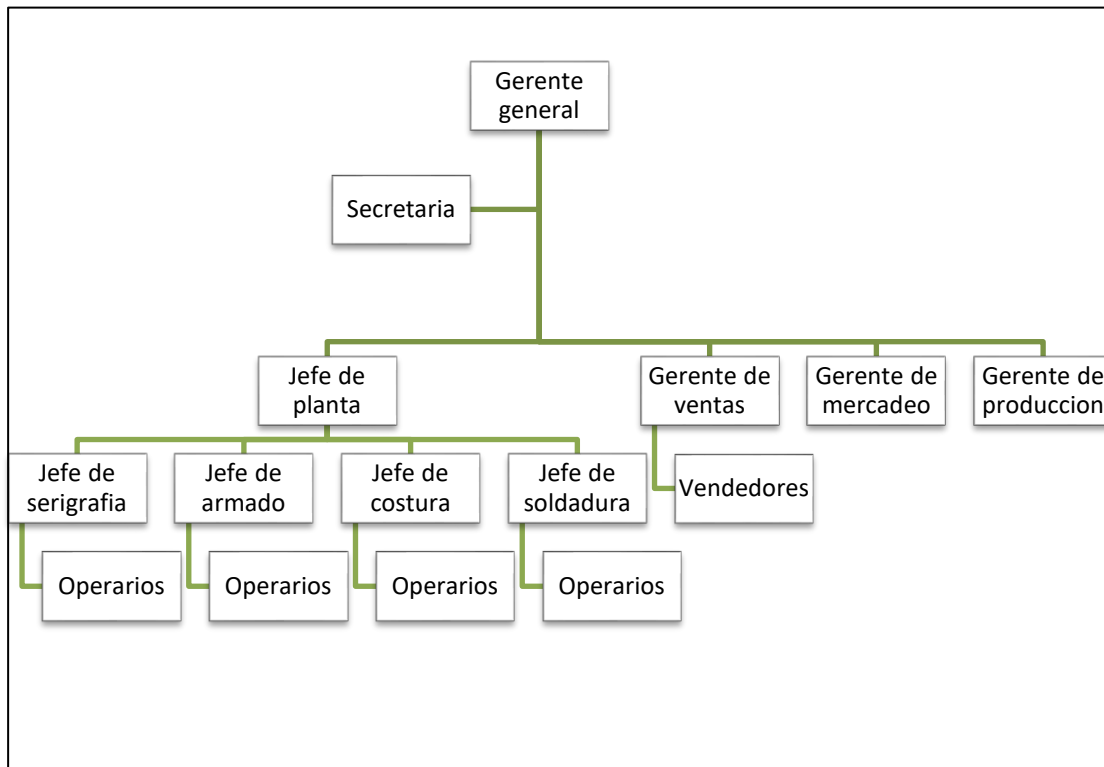 Gerente
general
Secretaria
Jefe de
planta
Gerente de
ventas
Gerente de
mercadeo
Gerente de
produccion
Jefe de
serigrafia
Jefe de
armado
Jefe de
costura
Jefe de
soldadura
Vendedores
Operarios
Operarios
Operarios
Operarios